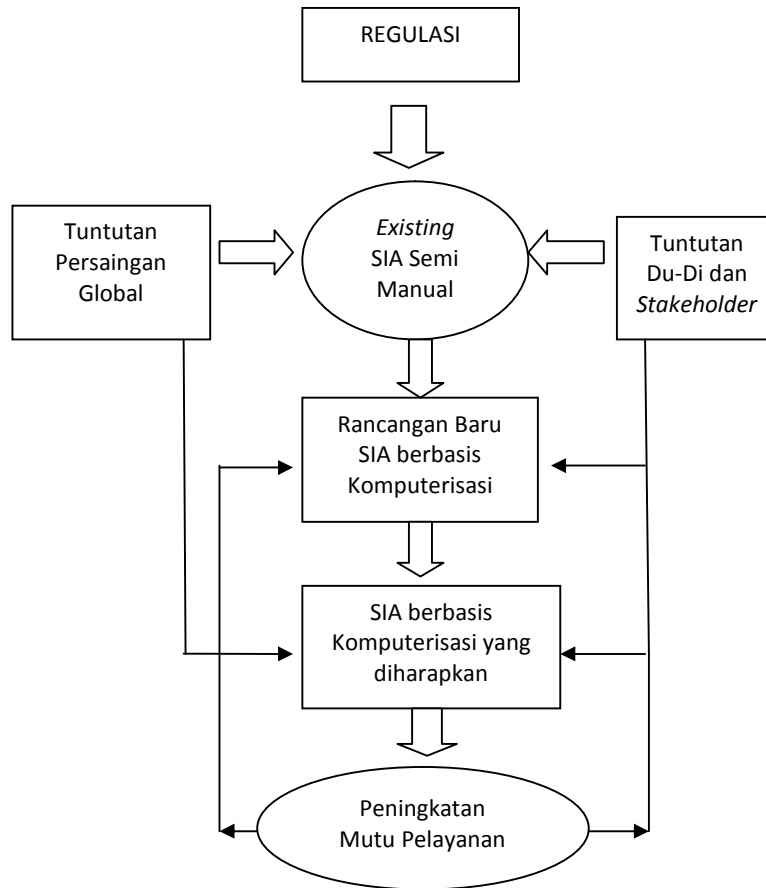 REGULASI
Tuntutan
Persaingan
Global
Existing
SIA Semi
Manual
Tuntutan
Du-Di dan
Stakeholder
Rancangan Baru
SIA berbasis
Komputerisasi
SIA berbasis
Komputerisasi yang
diharapkan
Peningkatan
Mutu Pelayanan